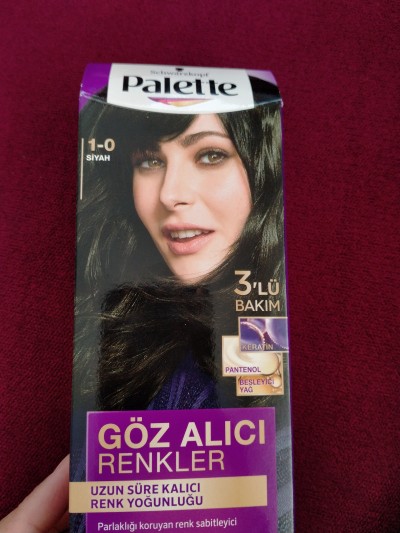 Schwarzkopf
Palette
1-0
SİYAH
3'LÜ
BAKIM
KERATİN
PANTENOL
BESLEYİCİ
YAĞ
GÖZ ALICI
RENKLER
UZUN SÜRE KALICI
RENK YOĞUNLUĞU
Parlaklığı koruyan renk sabitleyici